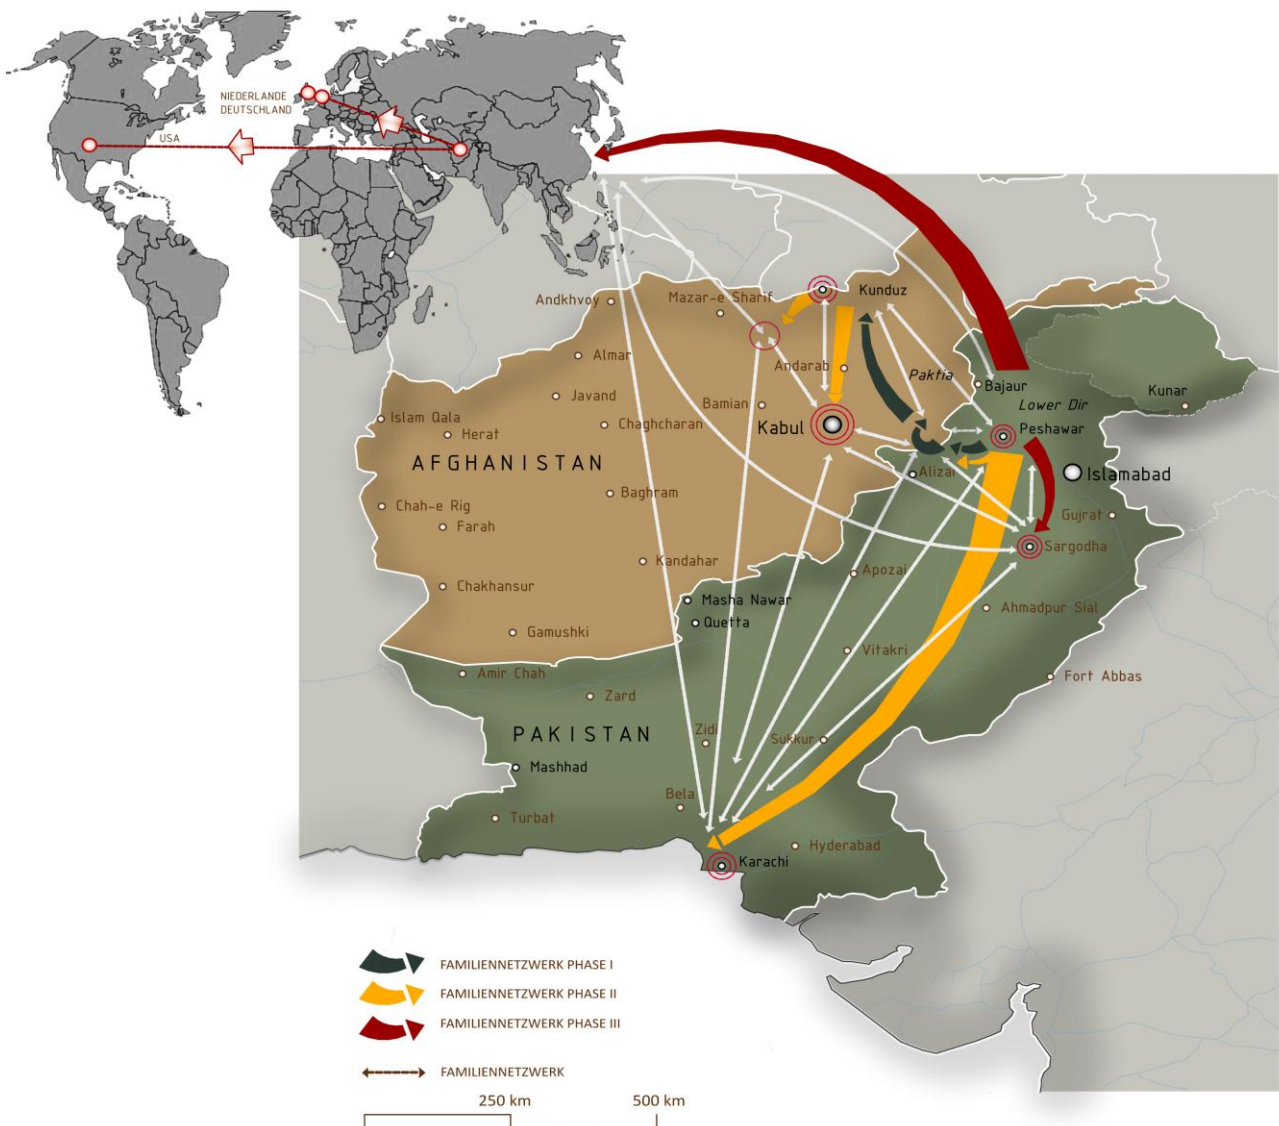 NIEDERLANDE
DEUTSCHLAND
USA
Andkhvoy
Mazar-e Sharif
Kunduz
Almar
Andarab
Paktia
Bajaur
Kunar
Javand
Bamian
Lower Dir
Islam Qala
Herat
Chaghcharan
Kabul
Peshawar
AFGHANISTAN
Alizai
Islamabad
Baghram
Chah-e Rig
Farah
Gujrat
Sargodha
Kandahar
Apozai
Chakhansur
Masha Nawar
Ahmadpur Sial
Quetta
Gamushki
Vitakri
Amir Chah
Fort Abbas
Zard
PAKISTAN
Zidi
Sukkur
Mashhad
Bela
Turbat
Hyderabad
Karachi
FAMILIENNETZWERK PHASE I
FAMILIENNETZWERK PHASE II
FAMILIENNETZWERK PHASE III
FAMILIENNETZWERK
250 km 500 km